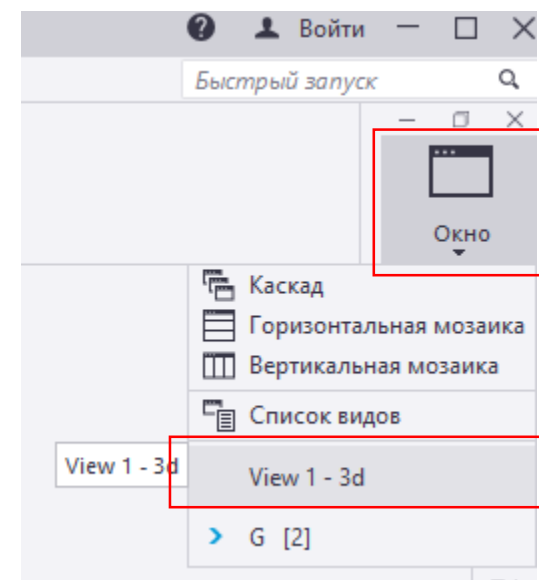 Войти
Быстрый запуск
Окно
Каскад
Горизонтальная мозаика
Вертикальная мозаика
Список видов
View 1 - 3d
View 1 - 3d
G [2]